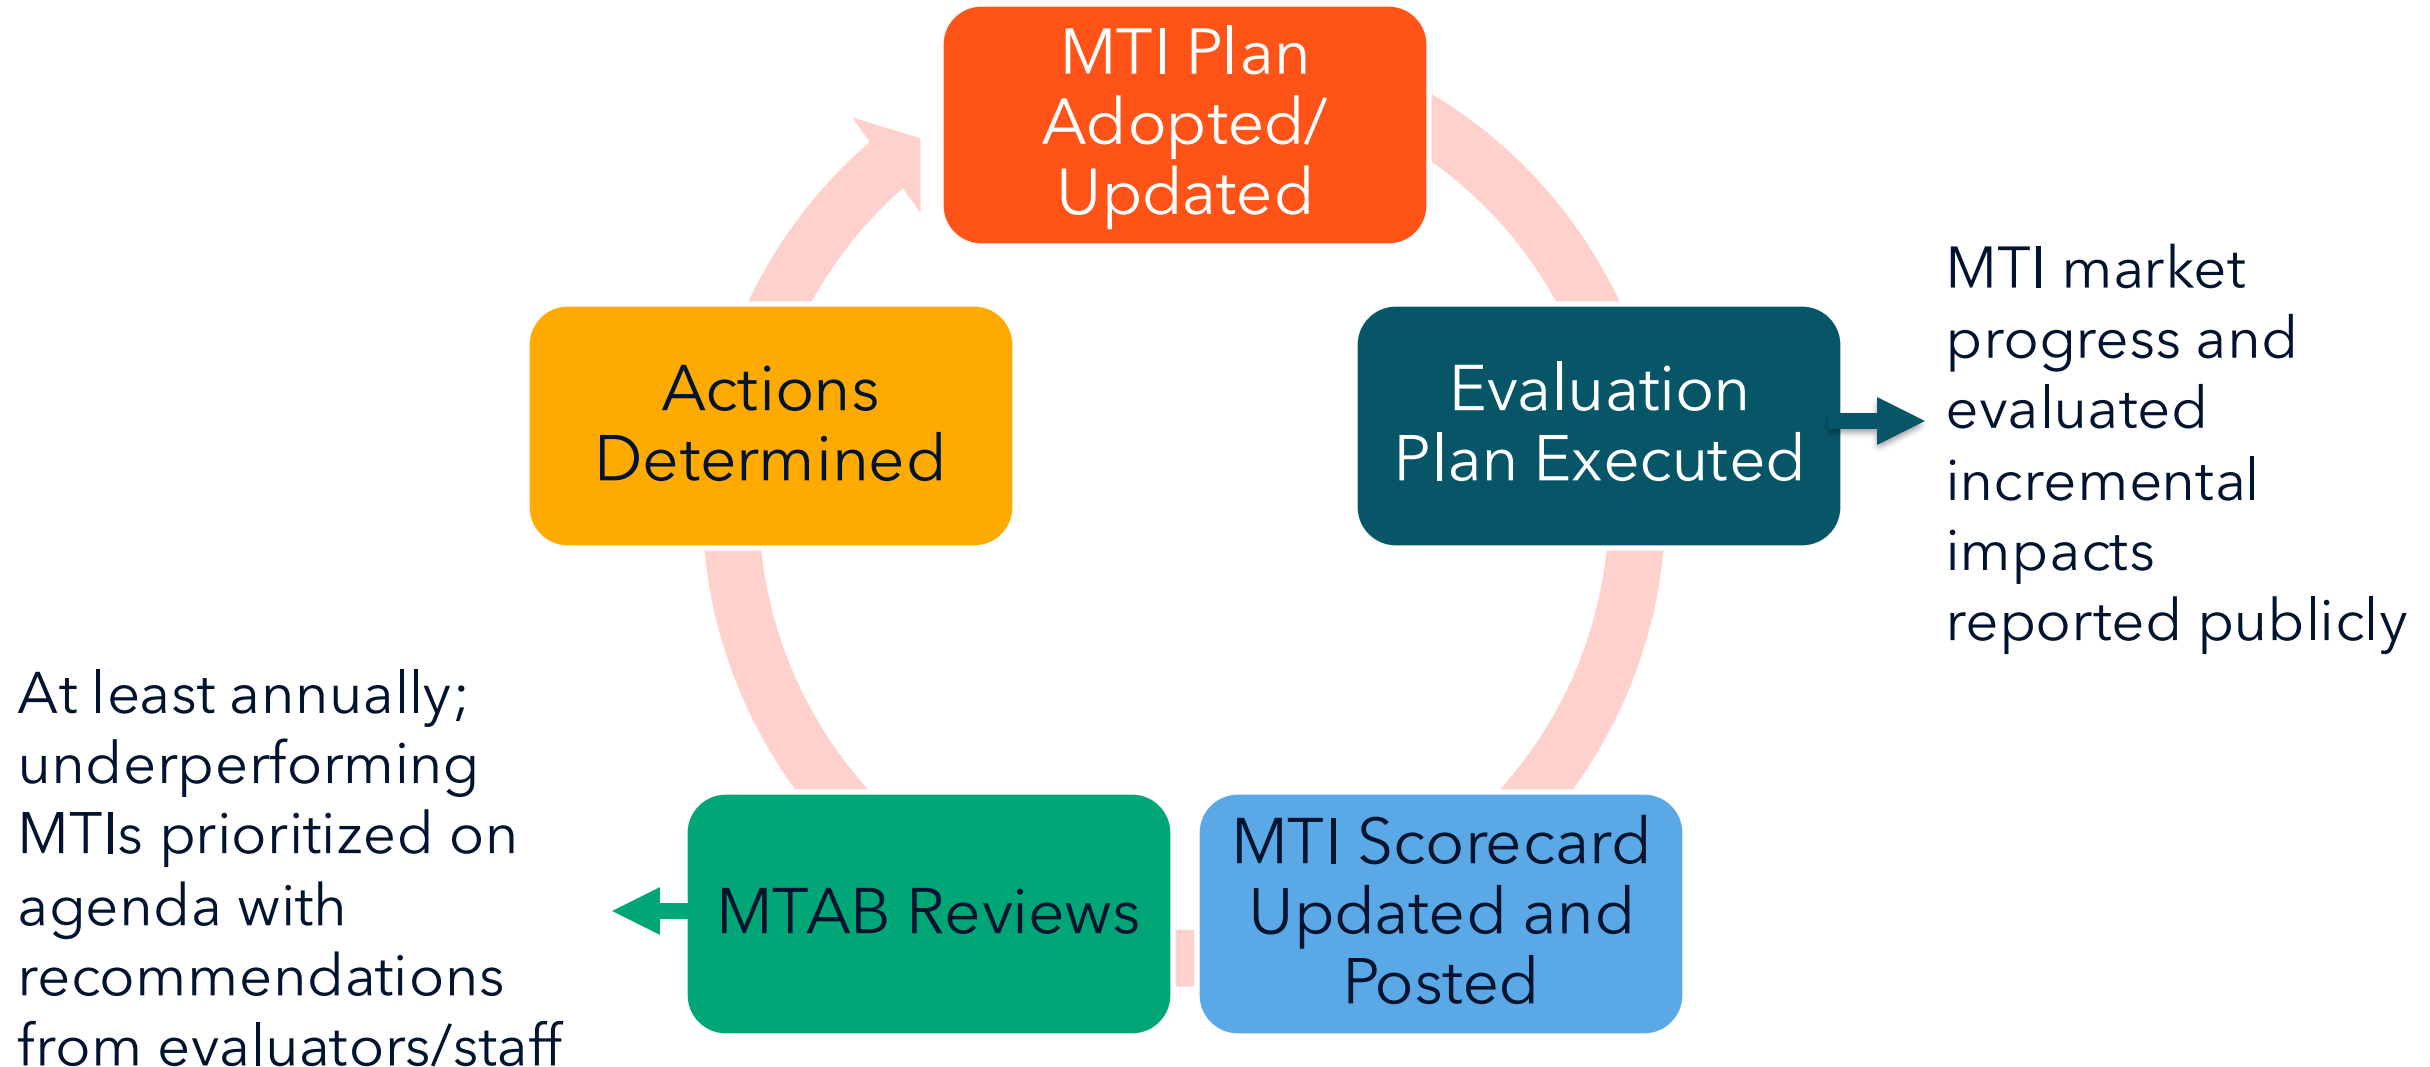 MTI Plan
Adopted/
Updated
Evaluation
Plan Executed
MTI market
progress and
evaluated
incremental
impacts
reported publicly
MTI Scorecard
Updated and
Posted
MTAB Reviews
At least annually;
underperforming
MTIs prioritized on
agenda with
recommendations
from evaluators/staff
Actions
Determined